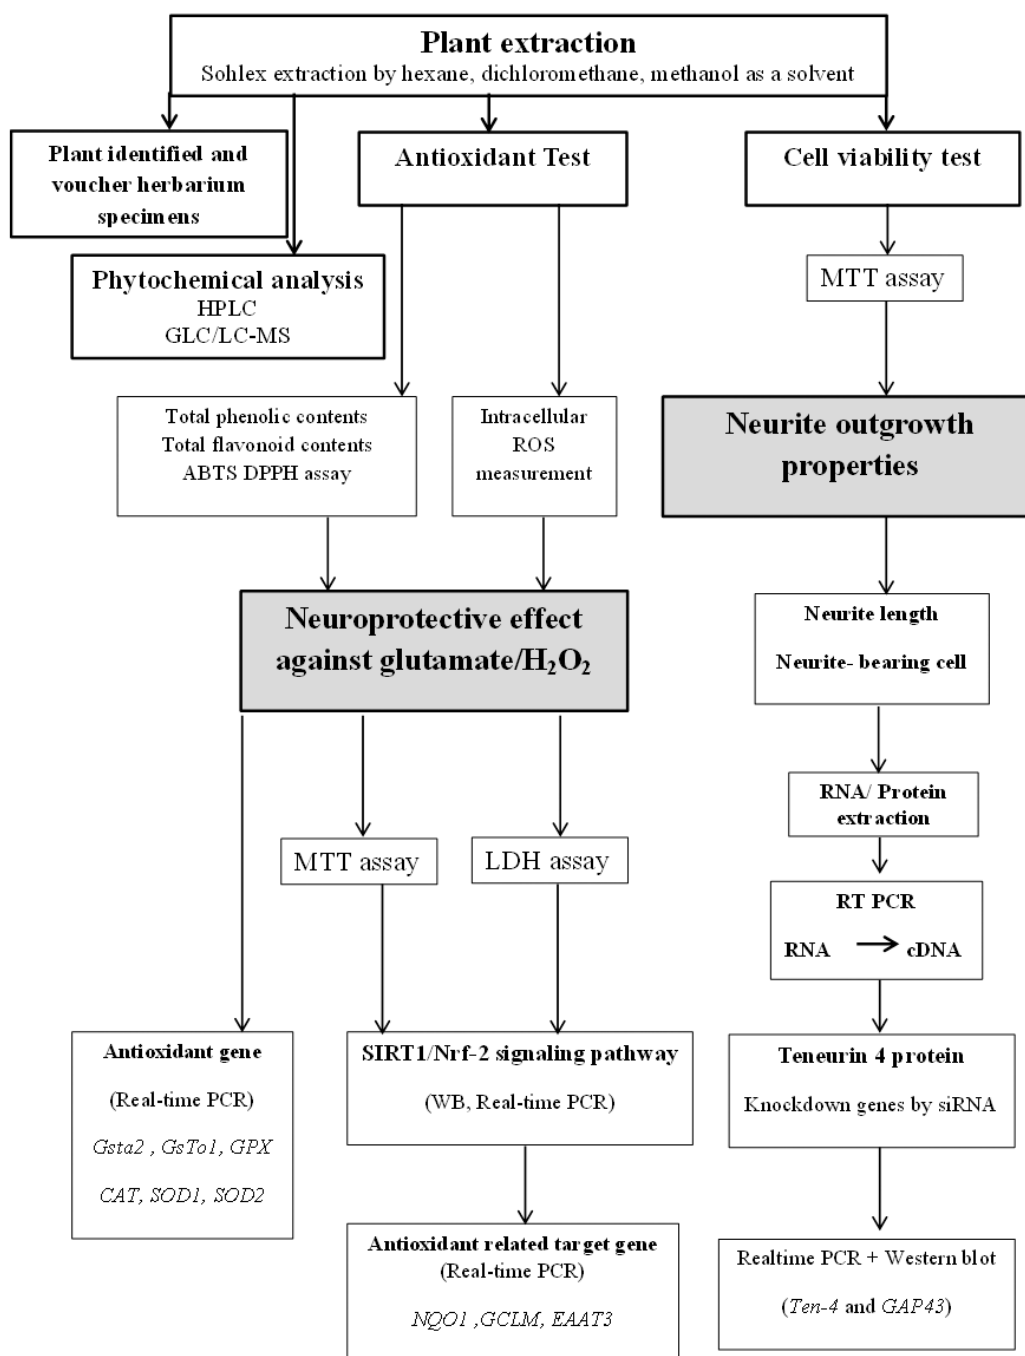 Plant extraction
Sohlex extraction by hexane, dichloromethane, methanol as a solvent
Plant identified and
voucher herbarium
specimens
Antioxidant Test
Cell viability test
Phytochemical analysis
HPLC
GLC/LC-MS
MTT assay
Total phenolic contents
Total flavonoid contents
ABTS DPPH assay
Intracellular
ROS
measurement
Neurite outgrowth
properties
Neuroprotective effect
against glutamate/H₂O₂
Neurite length
Neurite- bearing cell
RNA/ Protein
extraction
MTT assay
LDH assay
RT PCR
RNA → cDNA
Antioxidant gene
(Real-time PCR)
Gsta2 , GsTo1, GPX
CAT, SOD1, SOD2
SIRT1/Nrf-2 signaling pathway
(WB, Real-time PCR)
Teneurin 4 protein
Knockdown genes by siRNA
Antioxidant related target gene
(Real-time PCR)
NQO1 ,GCLM, EAAT3
Realtime PCR + Western blot
(Ten-4 and GAP43)